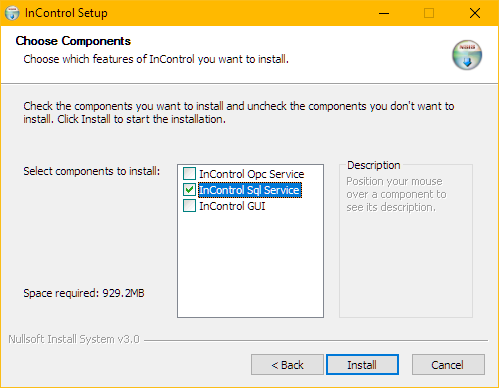 InControl Setup
Choose Components
Choose which features of InControl you want to install.
Check the components you want to install and uncheck the components you don't want to
install. Click Install to start the installation.
Select components to install:
InControl Opc Service
InControl Sql Service
InControl GUI
Description
Position your mouse
over a component to
see its description.
Space required: 929.2MB
Nullsoft Install System v3.0
< Back
Install
Cancel